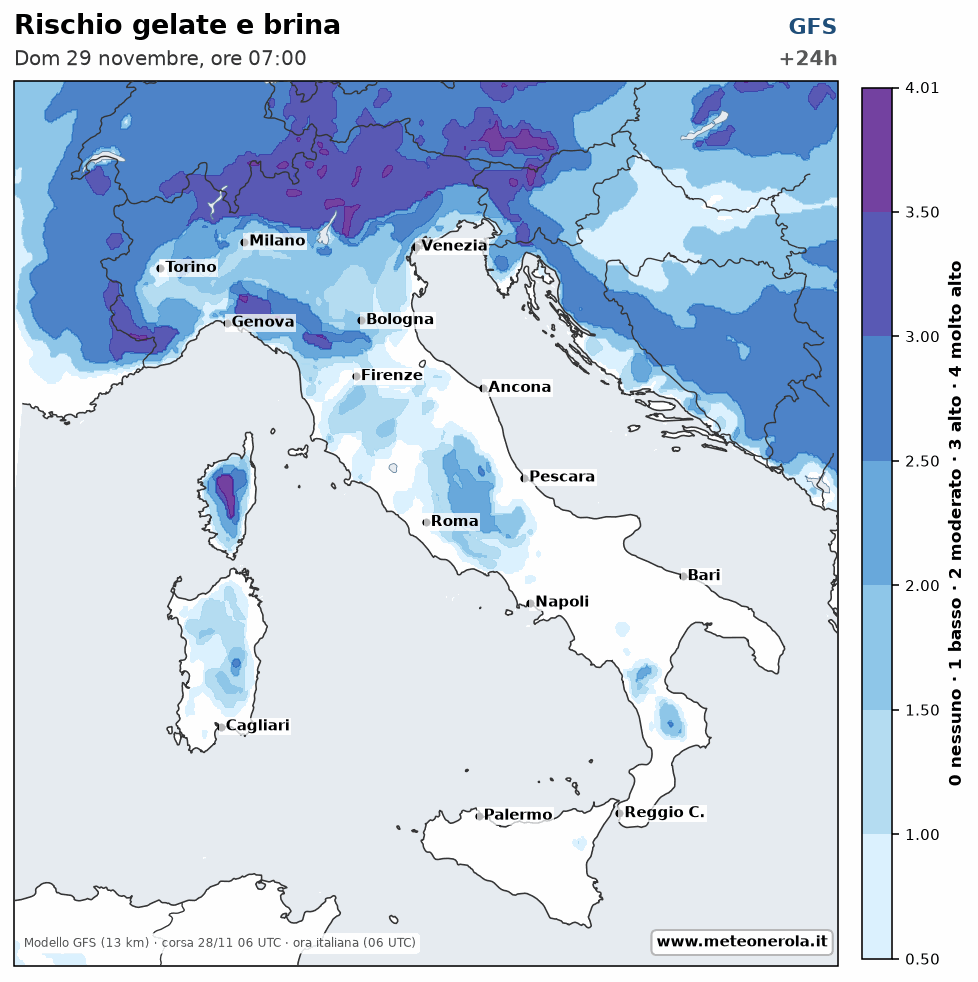 Rischio gelate e brina
GFS
Dom 29 novembre, ore 07:00
+24h
4.01
3.50
3.00
2.50
2.00
1.50
1.00
0.50
0 nessuno · 1 basso · 2 moderato · 3 alto · 4 molto alto
Milano
Venezia
Torino
Genova
Bologna
Firenze
Ancona
Pescara
Roma
Bari
Napoli
Cagliari
Palermo
Reggio C.
Modello GFS (13 km) · corsa 28/11 06 UTC · ora italiana (06 UTC)
www.meteonerola.it